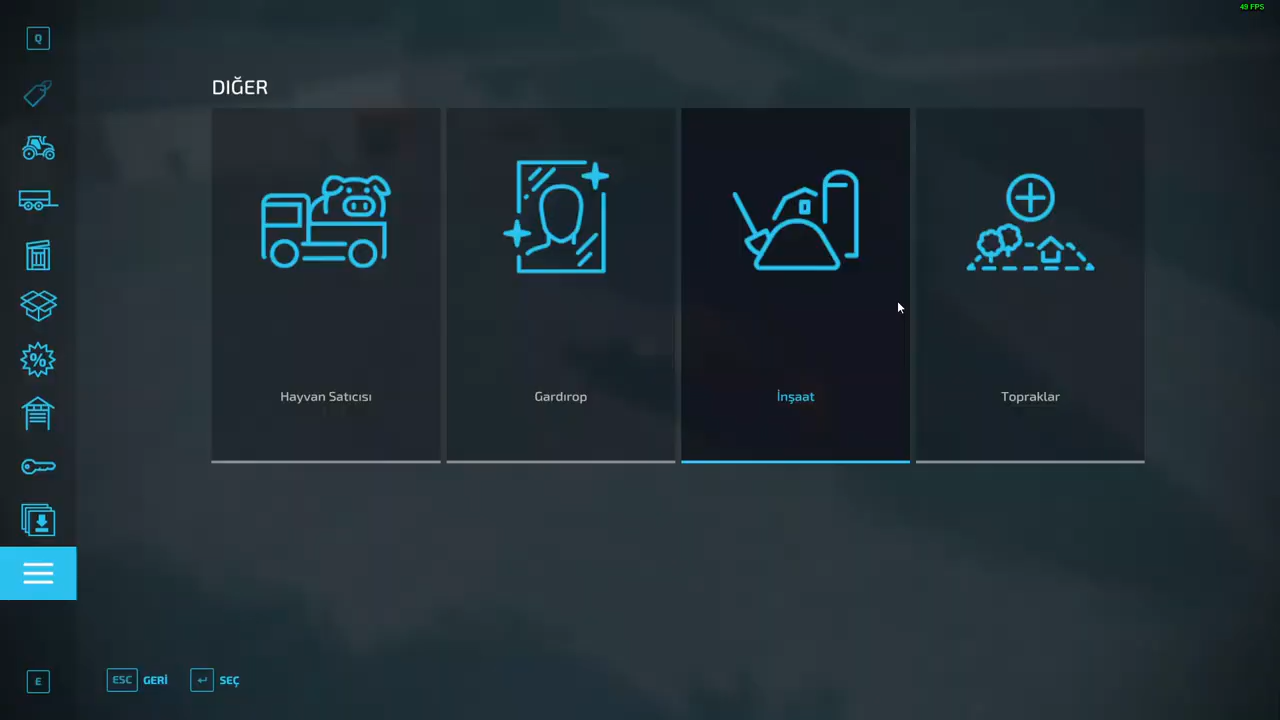 49 FPS
Q
DIĞER
Hayvan Satıcısı
Gardırop
İnşaat
Topraklar
E
ESC GERİ
SEÇ